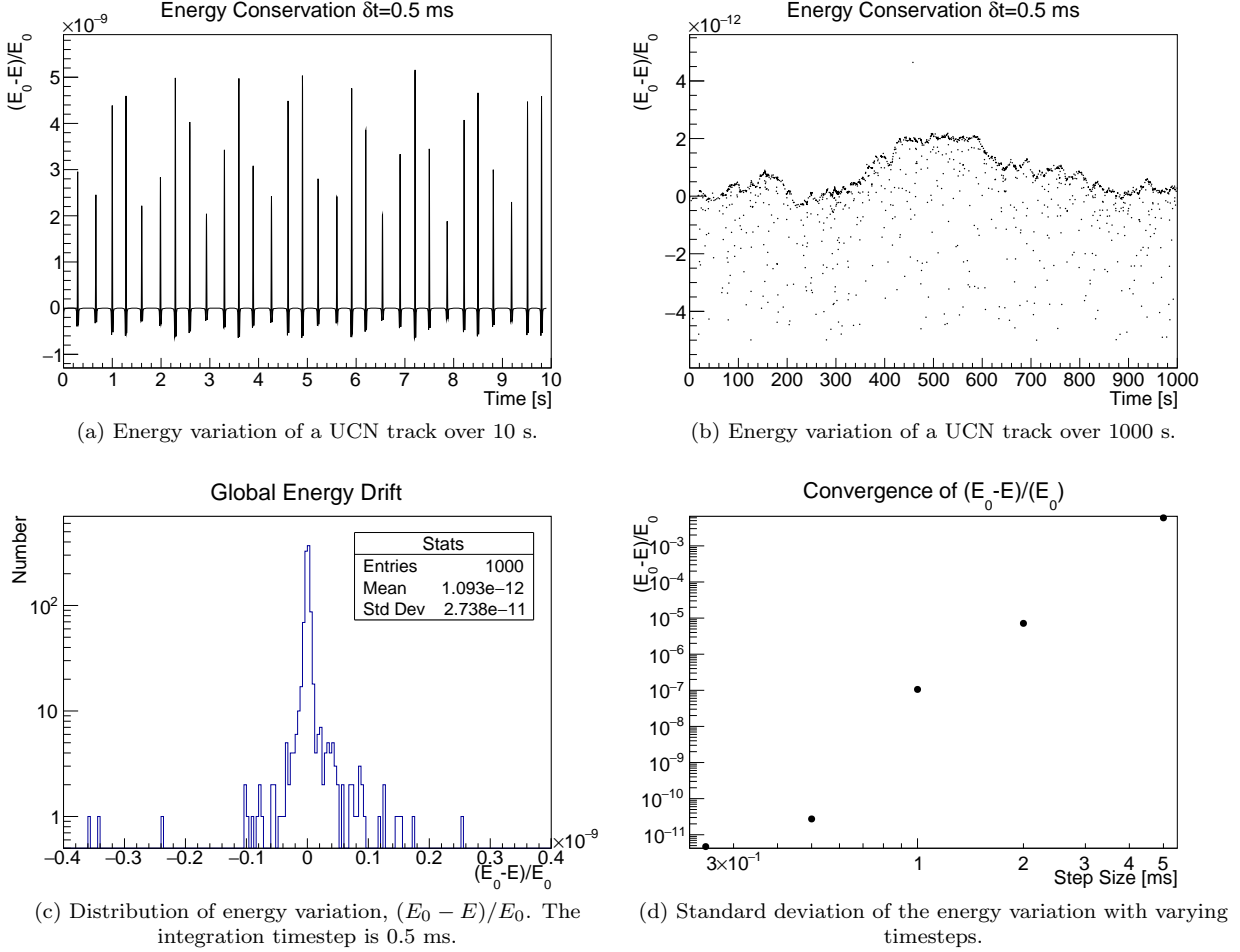 Energy Conservation δt=0.5 ms
×10⁻⁹
(E₀-E)/E₀
5
4
3
2
1
0
−1
0 1 2 3 4 5 6 7 8 9 10
Time [s]
(a) Energy variation of a UCN track over 10 s.
Energy Conservation δt=0.5 ms
×10⁻¹²
(E₀-E)/E₀
4
2
0
−2
−4
0 100 200 300 400 500 600 700 800 900 1000
Time [s]
(b) Energy variation of a UCN track over 1000 s.
Global Energy Drift
Number
10²
10
1
Stats
Entries 1000
Mean 1.093e−12
Std Dev 2.738e−11
−0.4 −0.3 −0.2 −0.1 0 0.1 0.2 0.3 0.4
×10⁻⁹
(E₀-E)/E₀
(c) Distribution of energy variation, (E₀ − E)/E₀. The
integration timestep is 0.5 ms.
Convergence of (E₀-E)/(E₀)
(E₀-E)/E₀
10⁻³
10⁻⁴
10⁻⁵
10⁻⁶
10⁻⁷
10⁻⁸
10⁻⁹
10⁻¹⁰
10⁻¹¹
3×10⁻¹ 1 2 3 4 5
Step Size [ms]
(d) Standard deviation of the energy variation with varying
timesteps.